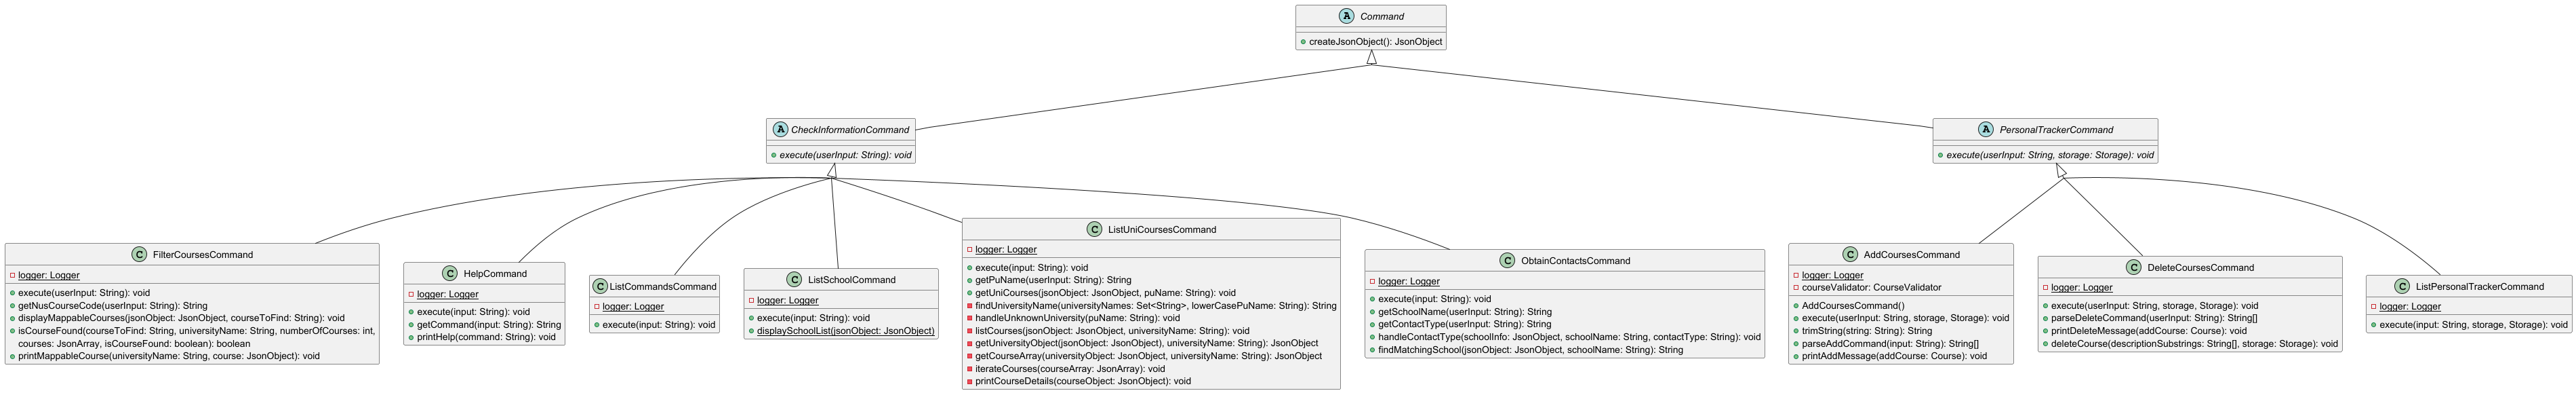 A Command
createJsonObject(): JsonObject
A CheckInformationCommand
execute(userInput: String): void
A PersonalTrackerCommand
execute(userInput: String, storage: Storage): void
C FilterCoursesCommand
logger: Logger
execute(userInput: String): void
getNusCourseCode(userInput: String): String
displayMappableCourses(jsonObject: JsonObject, courseToFind: String): void
isCourseFound(courseToFind: String, universityName: String, numberOfCourses: int,
courses: JsonArray, isCourseFound: boolean): boolean
printMappableCourse(universityName: String, course: JsonObject): void
C HelpCommand
logger: Logger
execute(input: String): void
getCommand(input: String): String
printHelp(command: String): void
C ListCommandsCommand
logger: Logger
execute(input: String): void
C ListSchoolCommand
logger: Logger
execute(input: String): void
displaySchoolList(jsonObject: JsonObject)
C ListUniCoursesCommand
logger: Logger
execute(input: String): void
getPuName(userInput: String): String
getUniCourses(jsonObject: JsonObject, puName: String): void
findUniversityName(universityNames: Set<String>, lowerCasePuName: String): String
handleUnknownUniversity(puName: String): void
listCourses(jsonObject: JsonObject, universityName: String): void
getUniversityObject(jsonObject: JsonObject), universityName: String): JsonObject
getCourseArray(universityObject: JsonObject, universityName: String): JsonObject
iterateCourses(courseArray: JsonArray): void
printCourseDetails(courseObject: JsonObject): void
C ObtainContactsCommand
logger: Logger
execute(input: String): void
getSchoolName(userInput: String): String
getContactType(userInput: String): String
handleContactType(schoolInfo: JsonObject, schoolName: String, contactType: String): void
findMatchingSchool(jsonObject: JsonObject, schoolName: String): String
C AddCoursesCommand
logger: Logger
courseValidator: CourseValidator
AddCoursesCommand()
execute(userInput: String, storage, Storage): void
trimString(string: String): String
parseAddCommand(input: String): String[]
printAddMessage(addCourse: Course): void
C DeleteCoursesCommand
logger: Logger
execute(userInput: String, storage, Storage): void
parseDeleteCommand(userInput: String): String[]
printDeleteMessage(addCourse: Course): void
deleteCourse(descriptionSubstrings: String[], storage: Storage): void
C ListPersonalTrackerCommand
logger: Logger
execute(input: String, storage, Storage): void